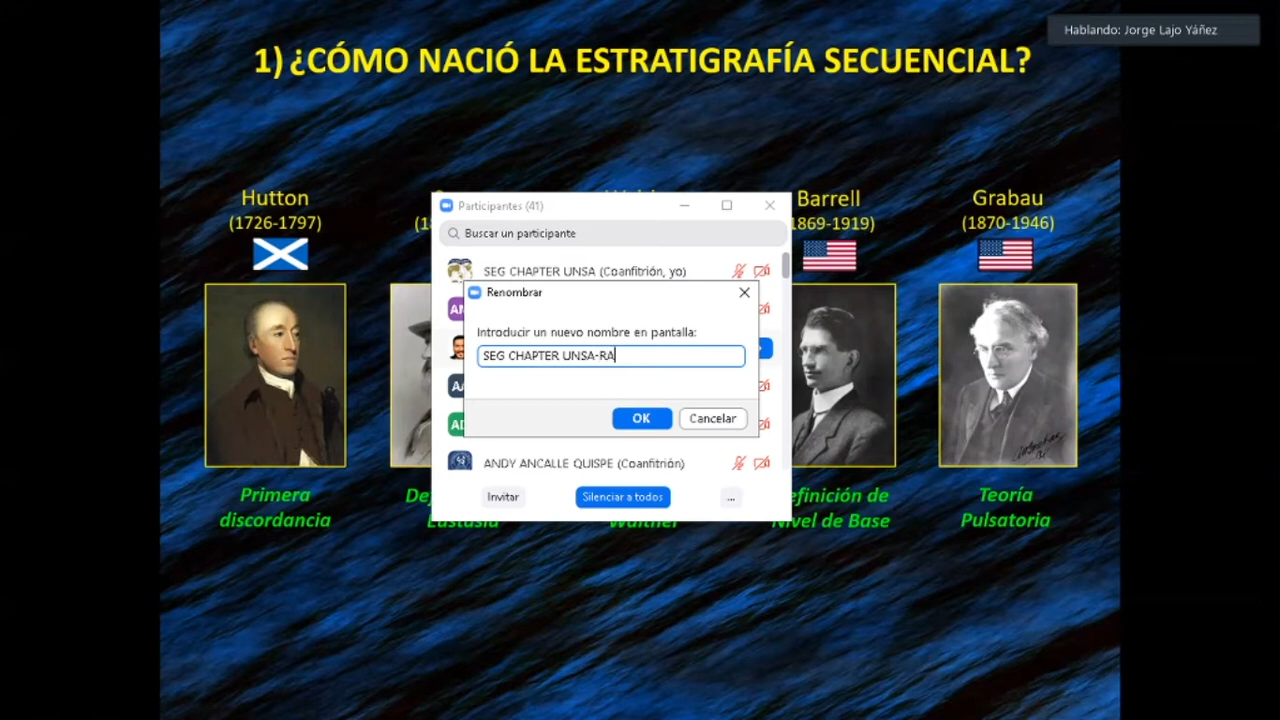 Hablando: Jorge Lajo Yáñez
1) ¿CÓMO NACIÓ LA ESTRATIGRAFÍA SECUENCIAL?
Hutton
(1726-1797)
Barrell
1869-1919)
Grabau
(1870-1946)
Participantes (41)
Buscar un participante
SEG CHAPTER UNSA (Coanfitrión, yo)
Renombrar
Introducir un nuevo nombre en pantalla:
SEG CHAPTER UNSA-RA
OK
Cancelar
ANDY ANCALLE QUISPE (Coanfitrión)
Invitar
Silenciar a todos
...
Primera
discordancia
Eustasia
Walther
efinición de
Nivel de Base
Teoría
Pulsatoria